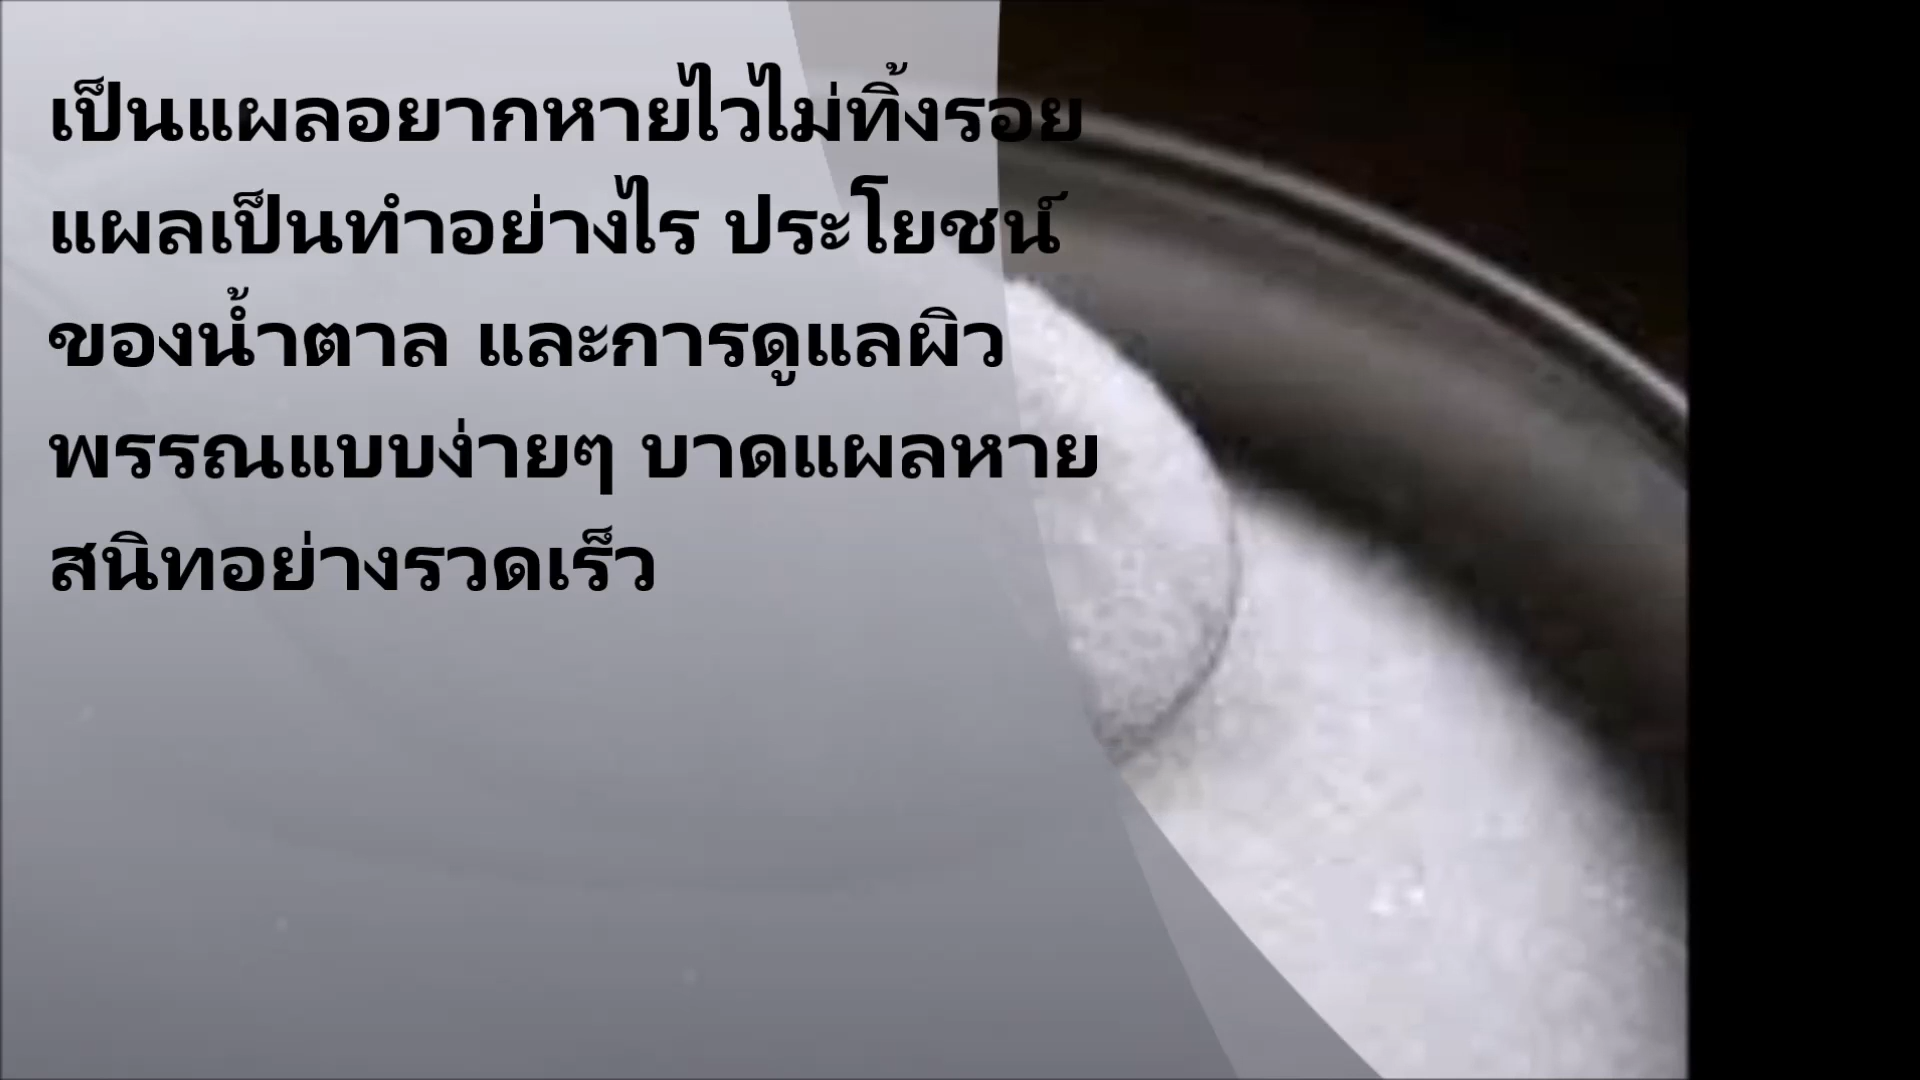 เป็นแผลอยากหายไวไม่ทิ้งรอย
แผลเป็นทำอย่างไร ประโยชน์
ของน้ำตาล และการดูแลผิว
พรรณแบบง่ายๆ บาดแผลหาย
สนิทอย่างรวดเร็ว